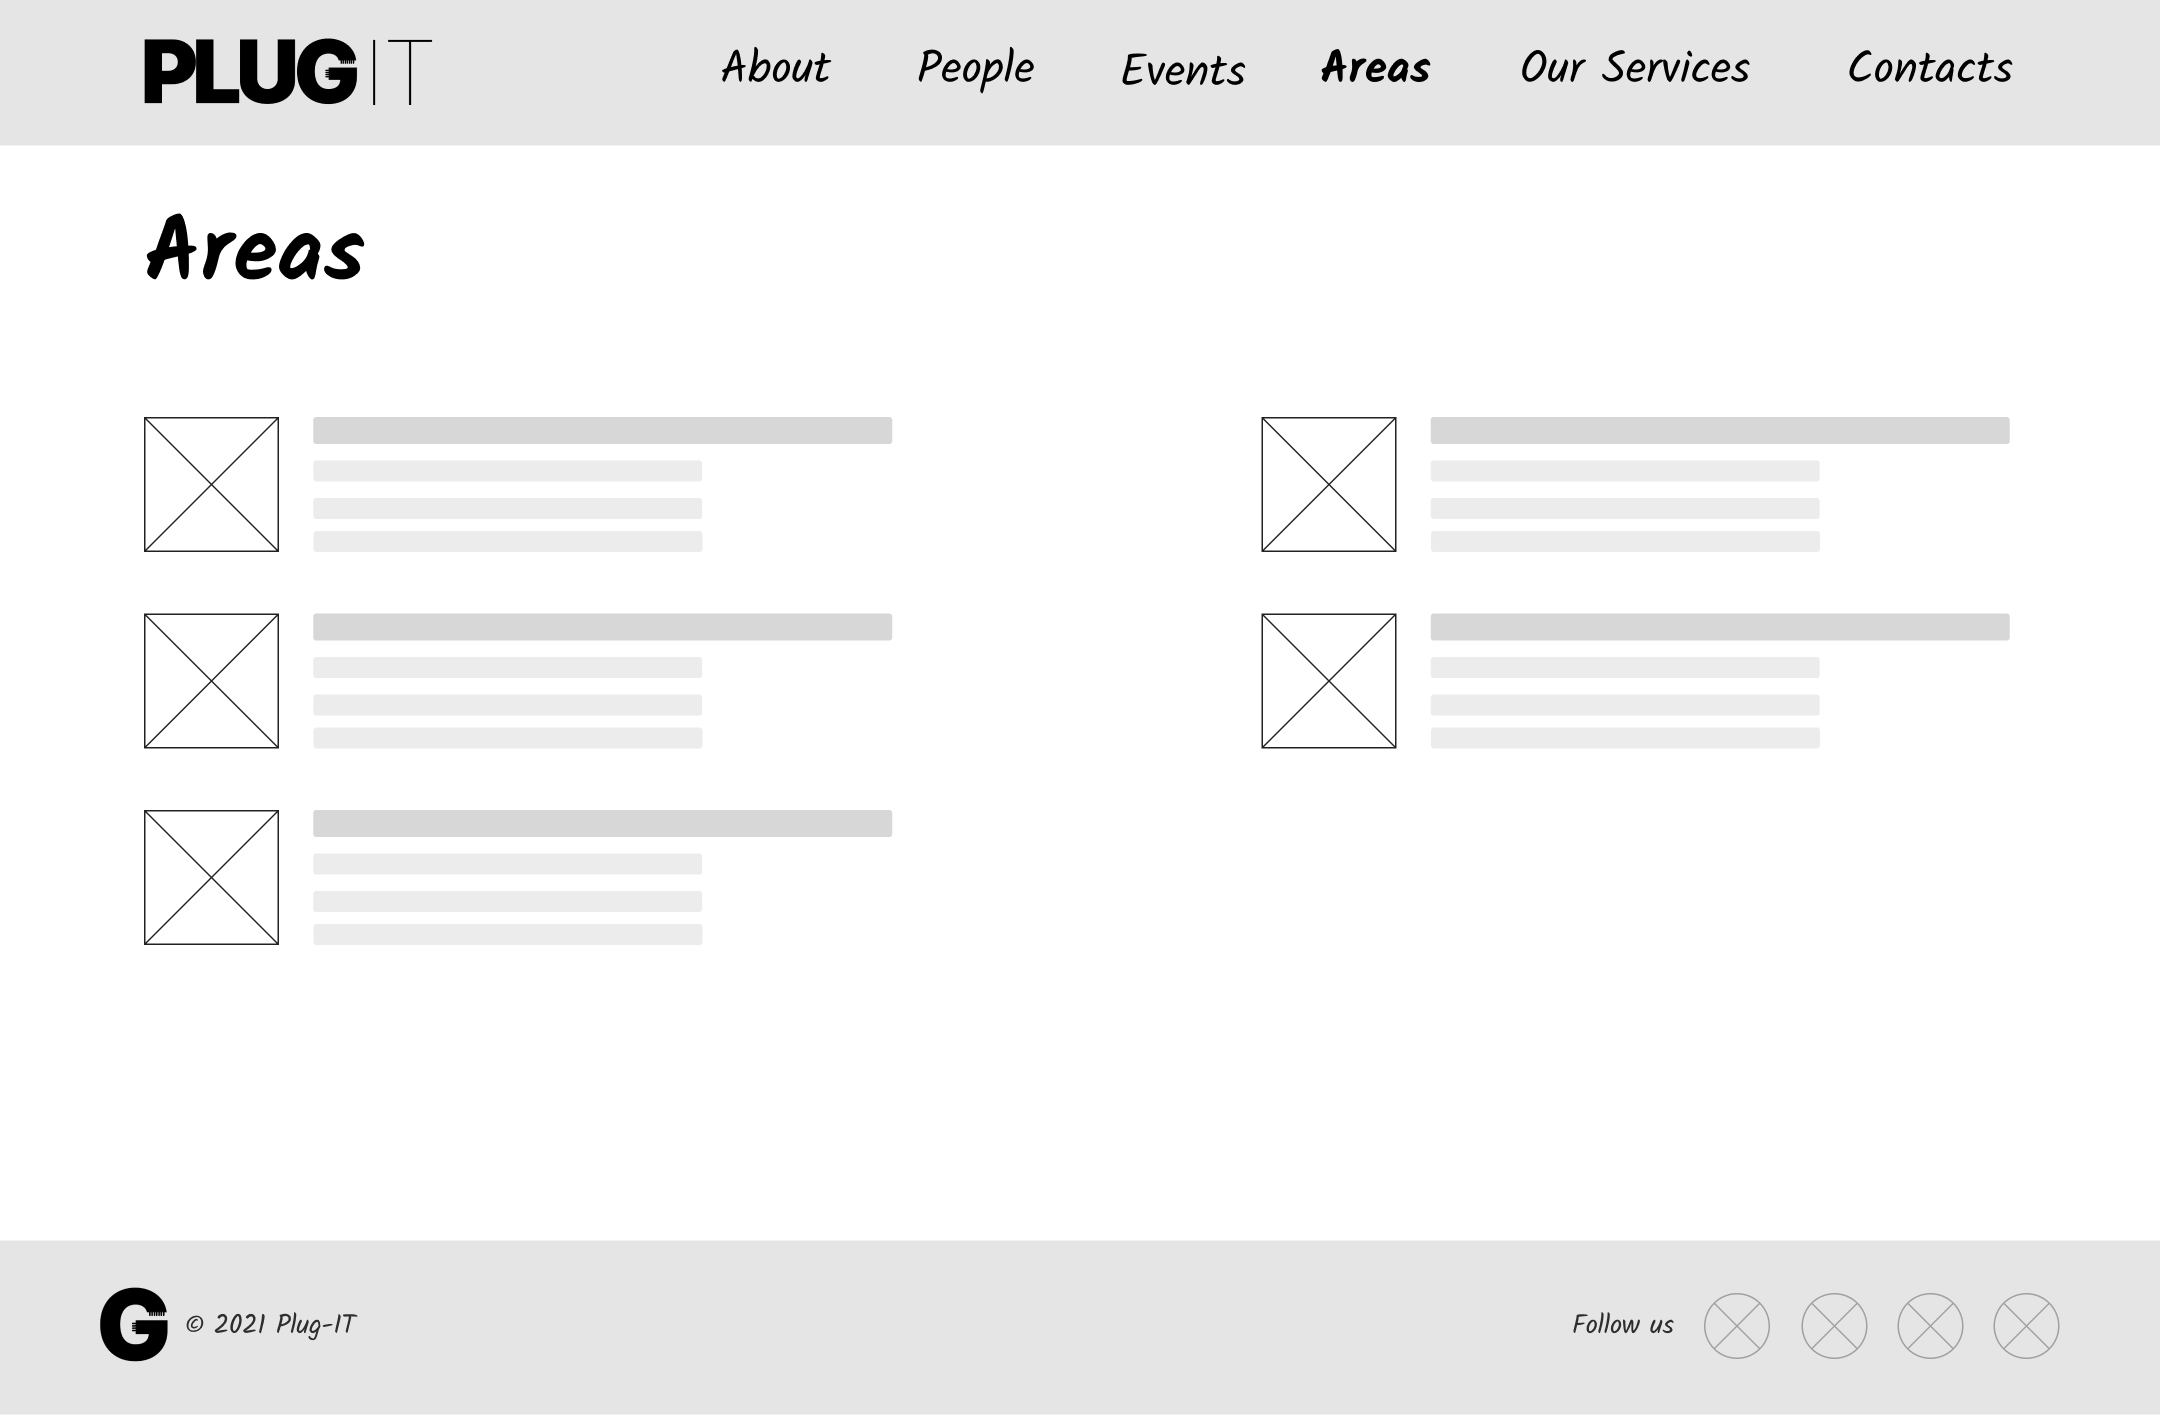 PLUG IT
About People Events Areas Our Services Contacts
Areas
G © 2021 Plug-IT
Follow us